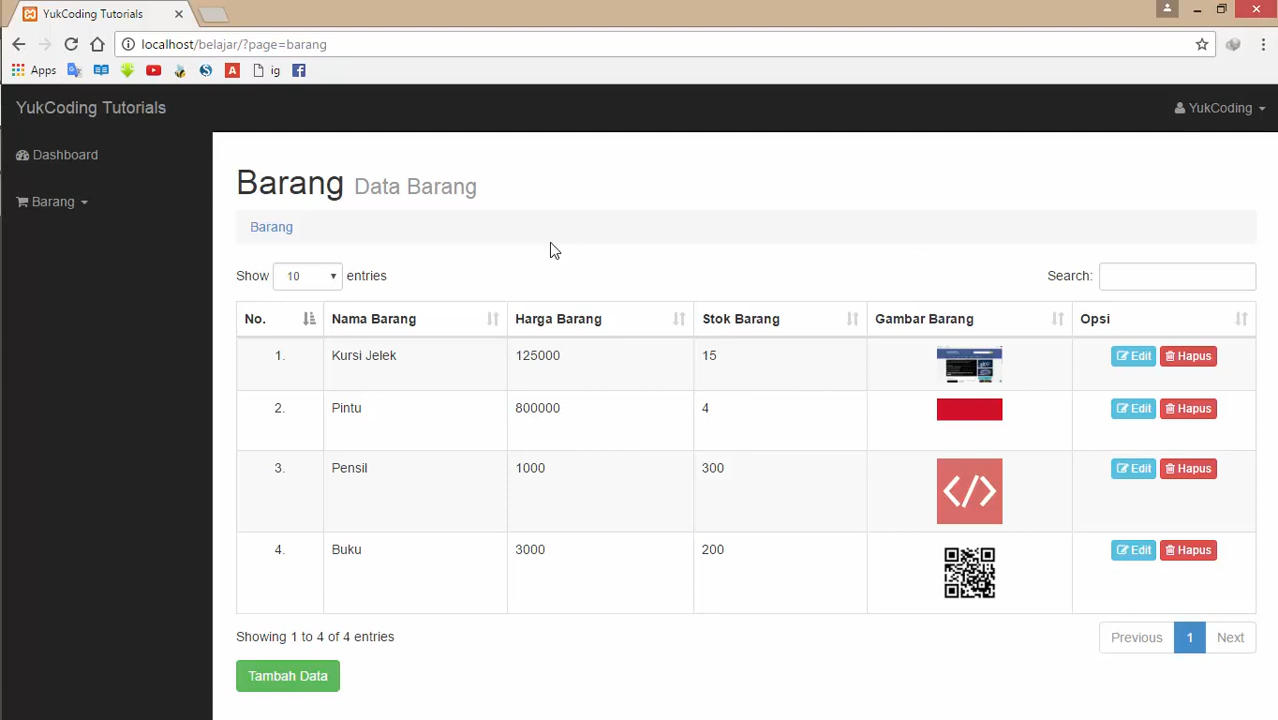 YukCoding Tutorials
localhost/belajar/?page=barang
Apps ig
YukCoding Tutorials YukCoding
Dashboard
Barang
Barang Data Barang
Barang
Show 10 entries Search:
No. Nama Barang Harga Barang Stok Barang Gambar Barang Opsi
1. Kursi Jelek 125000 15 Edit Hapus
2. Pintu 800000 4 Edit Hapus
3. Pensil 1000 300 </> Edit Hapus
4. Buku 3000 200 Edit Hapus
Showing 1 to 4 of 4 entries Previous 1 Next
Tambah Data